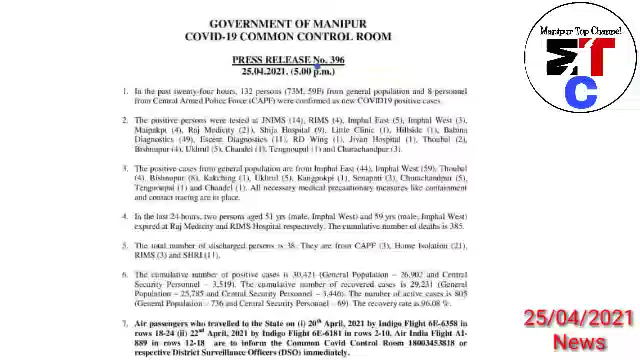 GOVERNMENT OF MANIPUR
COVID-19 COMMON CONTROL ROOM
PRESS RELEASE No. 396
25.04.2021. (5.00 p.m.)
1. In the past twenty-four hours, 132 persons (73M, 59F) from general population and 8 personnel
from Central Armed Police Force (CAPF) were confirmed as new COVID19 positive cases.
2. The positive persons were tested at JNIMS (14), RIMS (4), Imphal East (5), Imphal West (3),
Maipakpi (4), Raj Medicity (21), Shija Hospital (9), Little Clinic (1), Hillside (1), Babina
Diagnostics (49), Escent Diagnostics (11), RD Wing (1), Jivan Hospital (1), Thoubal (2),
Bishnupur (4), Ukhrul (5), Chandel (1), Tengnoupal (1) and Churachandpur (3).
3. The positive cases from general population are from Imphal East (44), Imphal West (59), Thoubal
(4), Bishnupur (8), Kakching (1), Ukhrul (5), Kangpokpi (1), Senapati (3), Churachandpur (5),
Tengnoupal (1) and Chandel (1). All necessary medical precautionary measures like containment
and contact tracing are in place.
4. In the last 24-hours, two persons aged 51 yrs (male, Imphal West) and 59 yrs (male, Imphal West)
expired at Raj Medicity and RIMS Hospital respectively. The cumulative number of deaths is 385.
5. The total number of discharged persons is 38. They are from CAPF (3), Home Isolation (21),
RIMS (3) and SHRI (11).
6. The cumulative number of positive cases is 30,421 (General Population – 26,902 and Central
Security Personnel – 3,519). The cumulative number of recovered cases is 29,231 (General
Population – 25,785 and Central Security Personnel – 3,446). The number of active cases is 805
(General Population – 736 and Central Security Personnel – 69). The recovery rate is 96.08 %.
7. Air passengers who travelled to the State on (i) 20th April, 2021 by Indigo Flight 6E-6358 in
rows 18-24 (ii) 22nd April, 2021 by Indigo Flight 6E-6181 in rows 2-10, Air India Flight A1-
889 in rows 12-18 are to inform the Common Covid Control Room 18003453818 or
respective District Surveillance Officers (DSO) immediately.
Manipur Top Channel
MTC
25/04/2021
News